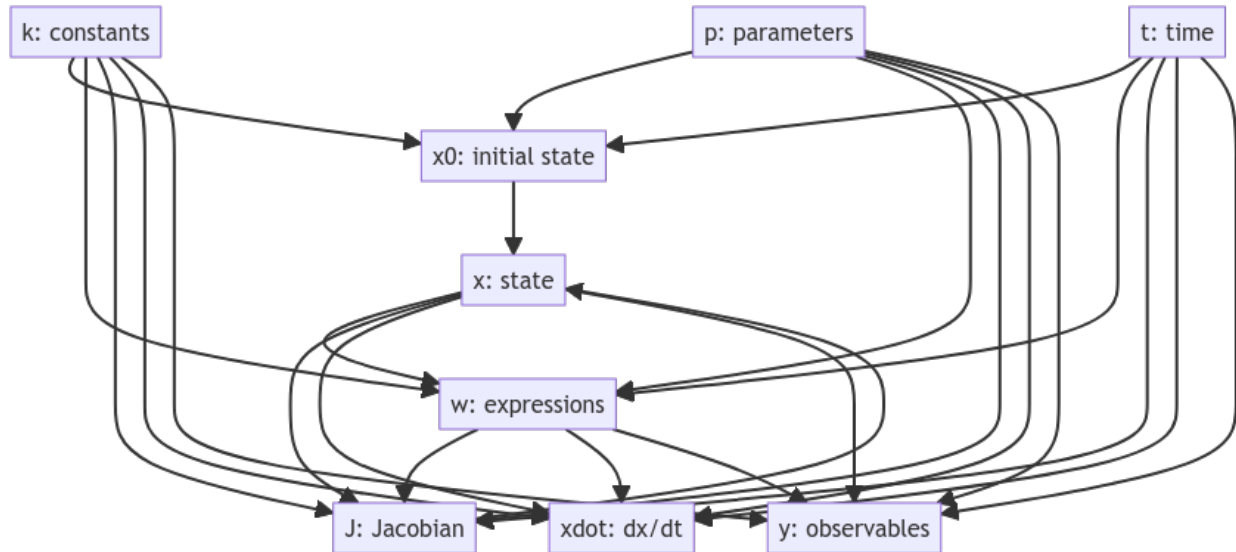 k: constants
p: parameters
t: time
x0: initial state
x: state
w: expressions
J: Jacobian
xdot: dx/dt
y: observables